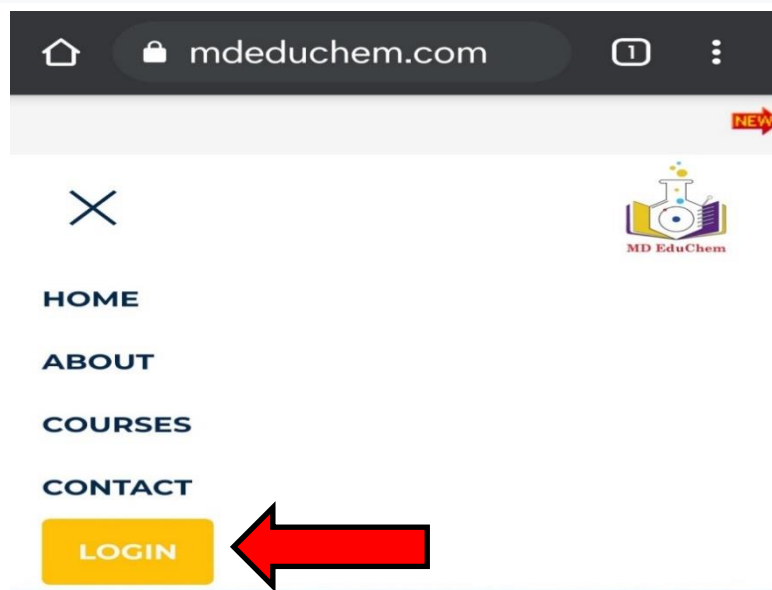 mdeduchem.com 1
NEW
MD EduChem
HOME
ABOUT
COURSES
CONTACT
LOGIN